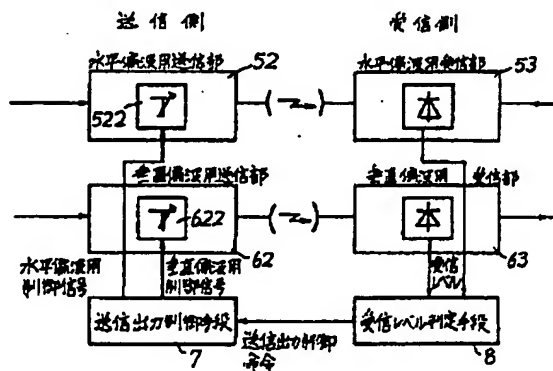 送信側
受信側
水平偏波用送信部
52
水平偏波用受信部
53
522
垂直偏波用送信部
垂直偏波用
受信部
622
62
63
水平偏波用
制御信号
垂直偏波用
制御信号
受信
レベル
送信出力制御手段
7
送信出力制御
命令
受信レベル判定手段
8